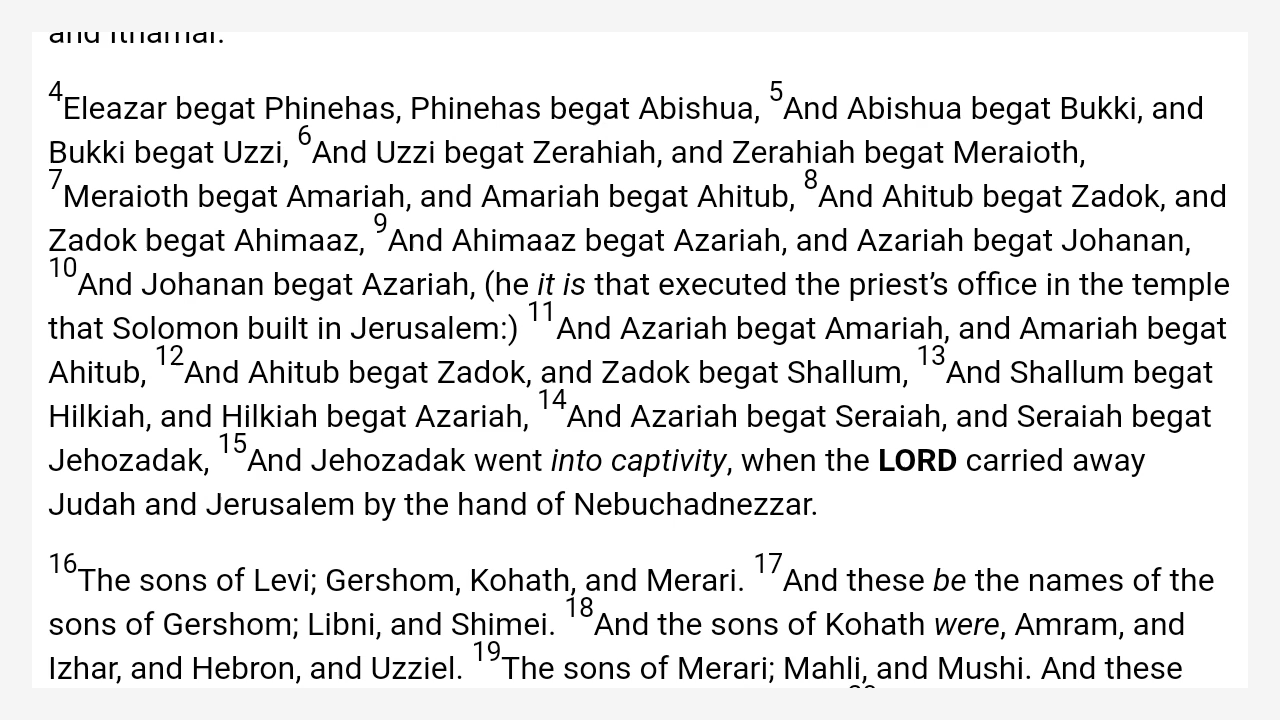 and Ithamar.
4Eleazar begat Phinehas, Phinehas begat Abishua, 5And Abishua begat Bukki, and
Bukki begat Uzzi, 6And Uzzi begat Zerahiah, and Zerahiah begat Meraioth,
7Meraioth begat Amariah, and Amariah begat Ahitub, 8And Ahitub begat Zadok, and
Zadok begat Ahimaaz, 9And Ahimaaz begat Azariah, and Azariah begat Johanan,
10And Johanan begat Azariah, (he it is that executed the priest’s office in the temple
that Solomon built in Jerusalem:) 11And Azariah begat Amariah, and Amariah begat
Ahitub, 12And Ahitub begat Zadok, and Zadok begat Shallum, 13And Shallum begat
Hilkiah, and Hilkiah begat Azariah, 14And Azariah begat Seraiah, and Seraiah begat
Jehozadak, 15And Jehozadak went into captivity, when the LORD carried away
Judah and Jerusalem by the hand of Nebuchadnezzar.
16The sons of Levi; Gershom, Kohath, and Merari. 17And these be the names of the
sons of Gershom; Libni, and Shimei. 18And the sons of Kohath were, Amram, and
Izhar, and Hebron, and Uzziel. 19The sons of Merari; Mahli, and Mushi. And these